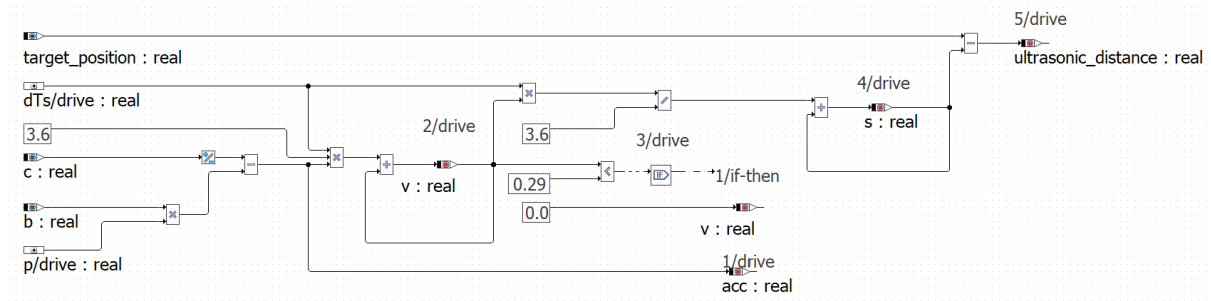 5/drive
target_position : real
ultrasonic_distance : real
dTs/drive : real
4/drive
s : real
3.6
2/drive
3.6
3/drive
c : real
v : real
0.29
1/if-then
b : real
0.0
v : real
p/drive : real
1/drive
acc : real